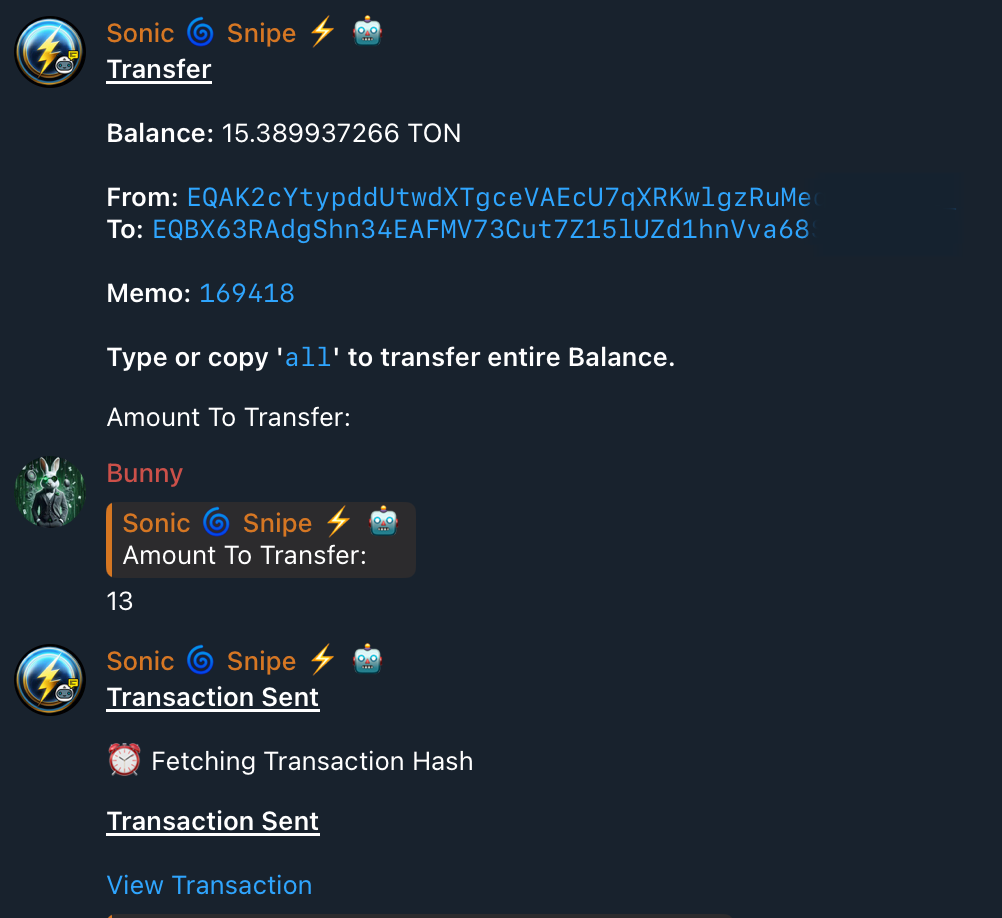 Sonic 🌀 Snipe ⚡ 🤖
Transfer
Balance: 15.389937266 TON
From: EQAK2cYtypddUtwdXTgceVAEcU7qXRKwlgzRuMe
To: EQBX63RAdgShn34EAFMV73Cut7Z15lUZd1hnVva68
Memo: 169418
Type or copy 'all' to transfer entire Balance.
Amount To Transfer:
Bunny
Sonic 🌀 Snipe ⚡ 🤖
Amount To Transfer:
13
Sonic 🌀 Snipe ⚡ 🤖
Transaction Sent
⏰ Fetching Transaction Hash
Transaction Sent
View Transaction